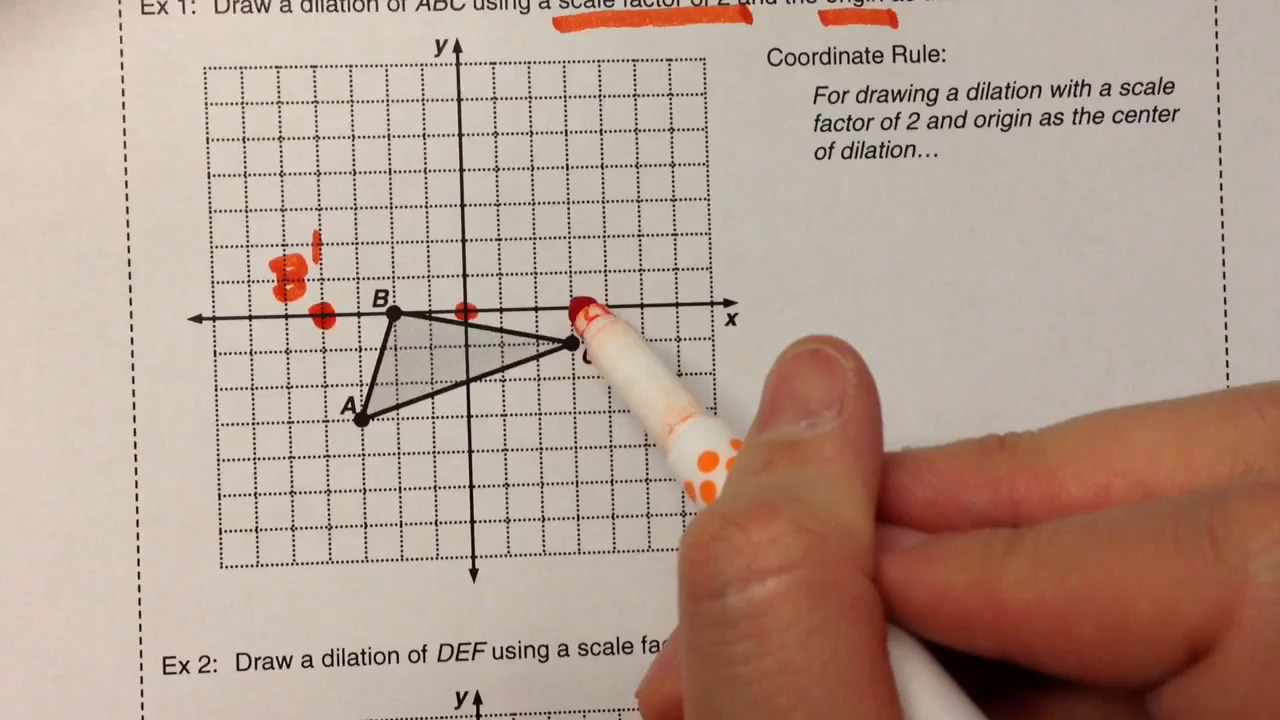 Ex 1: Draw a dilation of ABC using a scale factor of 2 and the origin as
y
Coordinate Rule:
For drawing a dilation with a scale
factor of 2 and origin as the center
of dilation…
B'
B
x
A
Ex 2: Draw a dilation of DEF using a scale
y